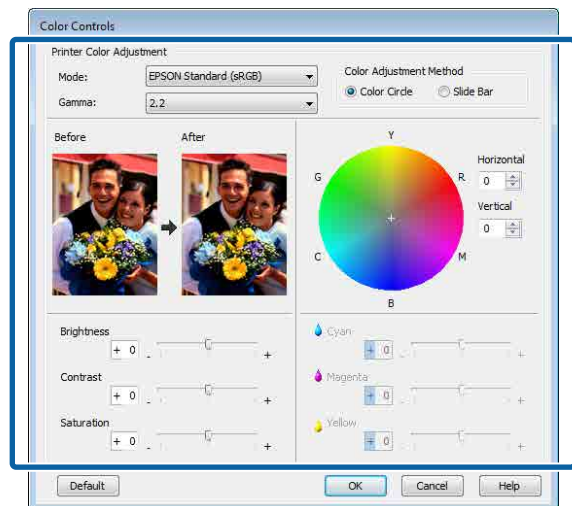 Color Controls
Printer Color Adjustment
Mode: EPSON Standard (sRGB)
Gamma: 2.2
Color Adjustment Method
Color Circle Slide Bar
Before After
Y
G R
C M
B
Horizontal
0
Vertical
0
Brightness
+ 0 - +
Contrast
+ 0 - +
Saturation
+ 0 - +
Cyan
+ 0 - +
Magenta
+ 0 - +
Yellow
+ 0 - +
Default OK Cancel Help